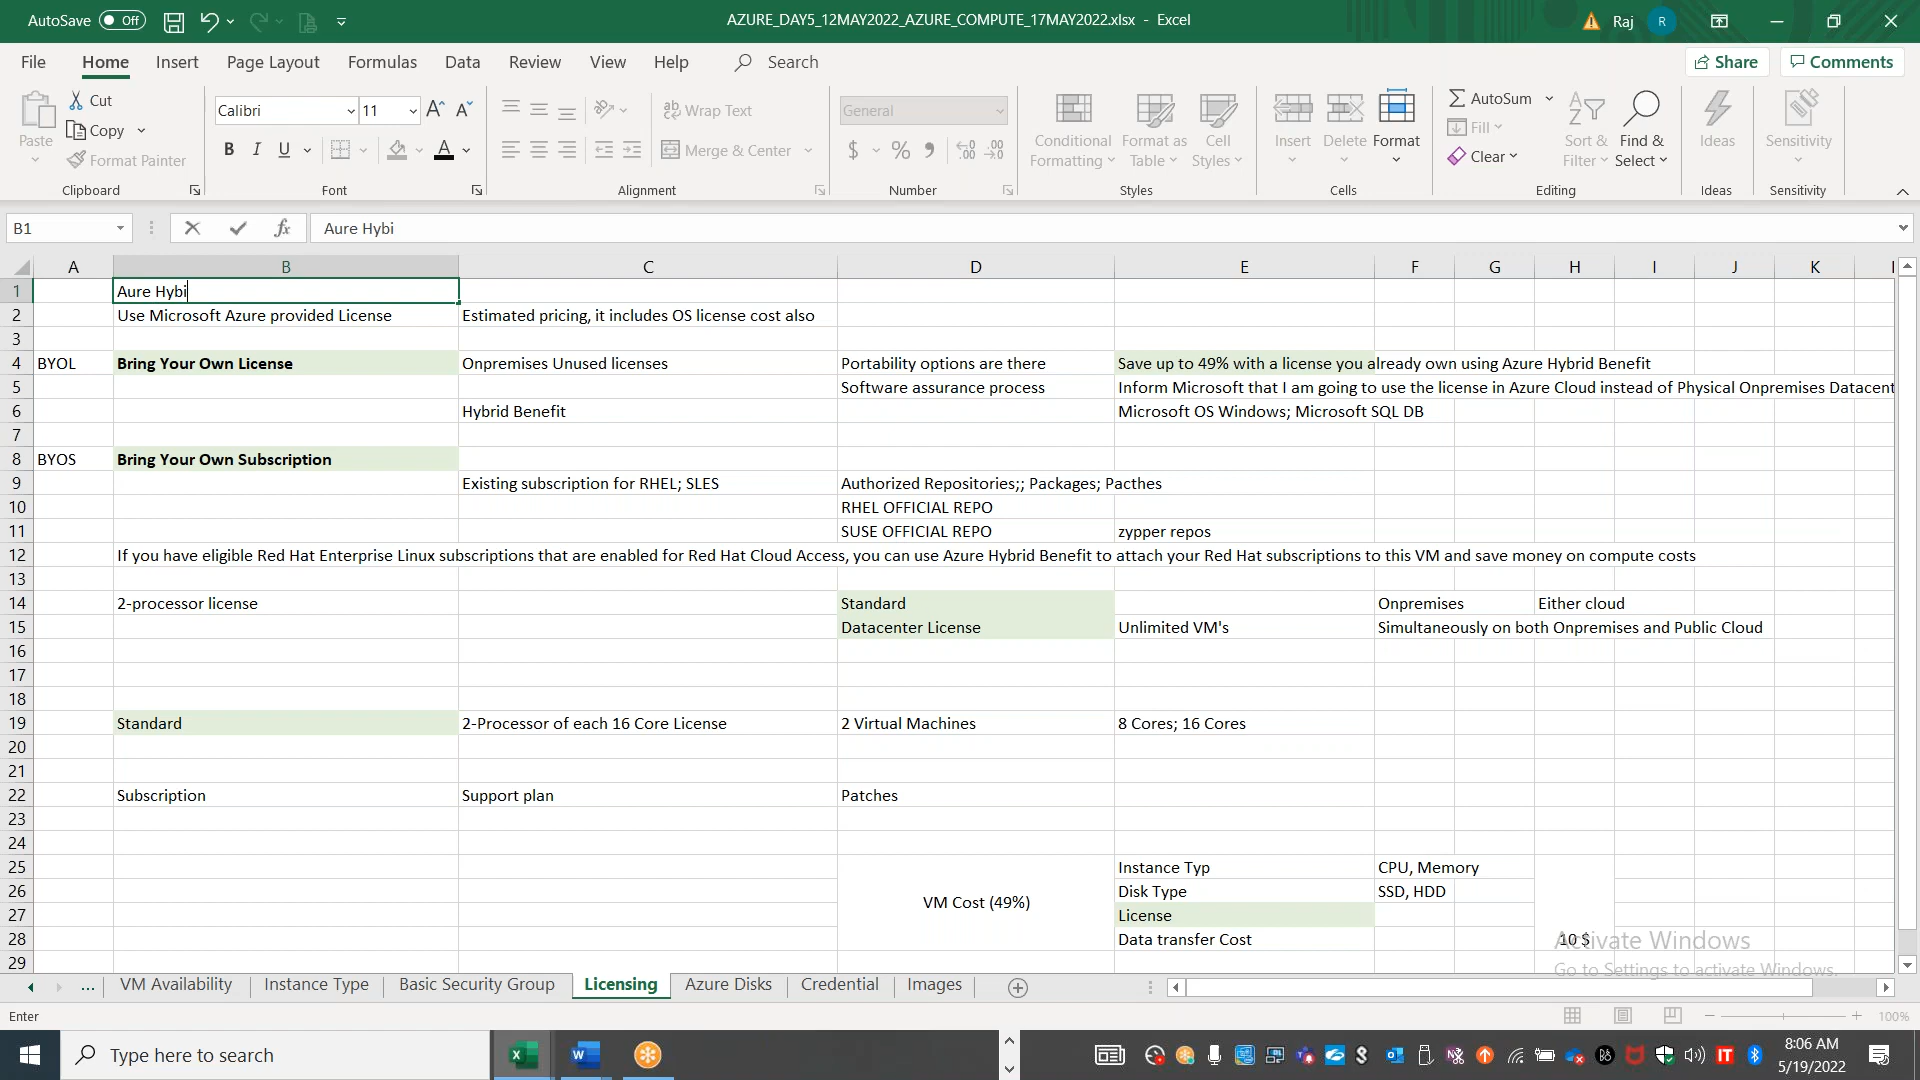 AutoSave Off AZURE_DAY5_12MAY2022_AZURE_COMPUTE_17MAY2022.xlsx - Excel Raj R
File Home Insert Page Layout Formulas Data Review View Help Search Share Comments
Paste Cut Copy Format Painter Clipboard
Calibri 11 B I U A Font
ab Wrap Text Merge & Center Alignment
General $ % 9 Number
Conditional Formatting Format as Table Cell Styles Styles
Insert Delete Format Cells
AutoSum Fill Clear Sort & Filter Find & Select Editing
Ideas Ideas
Sensitivity Sensitivity
B1 fx Aure Hybi
A B C D E F G H I J K
1 Aure Hybi
2 Use Microsoft Azure provided License Estimated pricing, it includes OS license cost also
3
4 BYOL Bring Your Own License Onpremises Unused licenses Portability options are there Save up to 49% with a license you already own using Azure Hybrid Benefit
5 Software assurance process Inform Microsoft that I am going to use the license in Azure Cloud instead of Physical Onpremises Datacent
6 Hybrid Benefit Microsoft OS Windows; Microsoft SQL DB
7
8 BYOS Bring Your Own Subscription
9 Existing subscription for RHEL; SLES Authorized Repositories;; Packages; Pacthes
10 RHEL OFFICIAL REPO
11 SUSE OFFICIAL REPO zypper repos
12 If you have eligible Red Hat Enterprise Linux subscriptions that are enabled for Red Hat Cloud Access, you can use Azure Hybrid Benefit to attach your Red Hat subscriptions to this VM and save money on compute costs
13
14 2-processor license Standard Onpremises Either cloud
15 Datacenter License Unlimited VM's Simultaneously on both Onpremises and Public Cloud
16
17
18
19 Standard 2-Processor of each 16 Core License 2 Virtual Machines 8 Cores; 16 Cores
20
21
22 Subscription Support plan Patches
23
24
25 Instance Typ CPU, Memory
26 VM Cost (49%) Disk Type SSD, HDD
27 License
28 Data transfer Cost 10 $
29
Activate Windows
Go to Settings to activate Windows.
... VM Availability Instance Type Basic Security Group Licensing Azure Disks Credential Images
Enter 100%
Type here to search 8:06 AM
5/19/2022